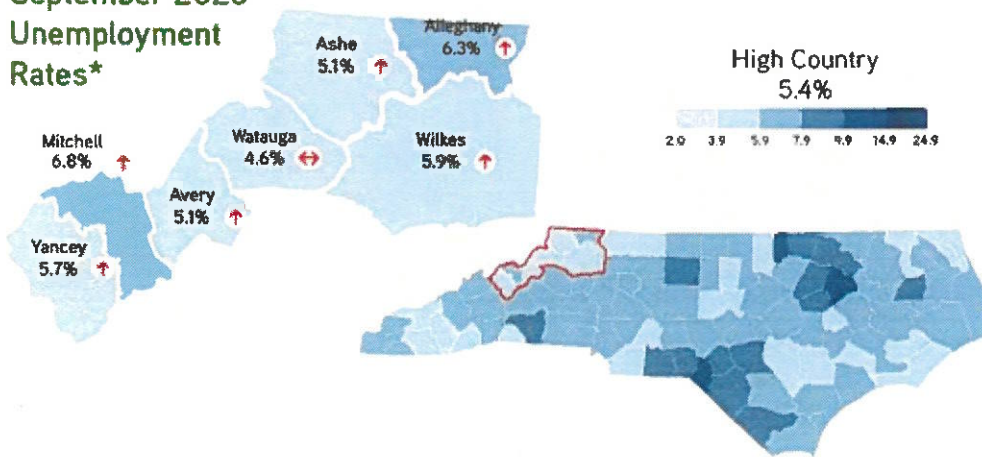 September 2020
Unemployment
Rates*
Alleghany
6.3%
Ashe
5.1%
High Country
5.4%
2.0 3.9 5.9 7.9 9.9 14.9 24.9
Mitchell
6.8%
Watauga
4.6%
Wilkes
5.9%
Avery
5.1%
Yancey
5.7%